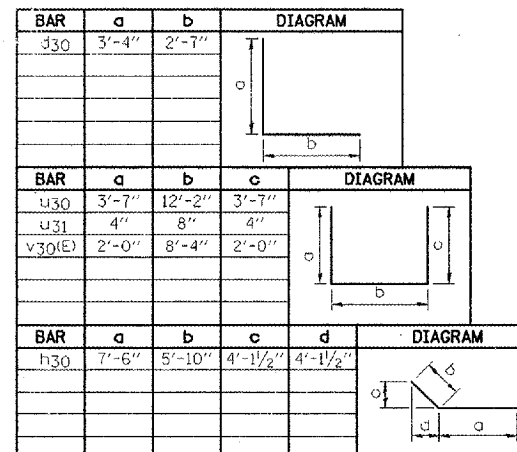 BAR a b DIAGRAM
d30 3'-4" 2'-7"
a
b
BAR a b c DIAGRAM
u30 3'-7" 12'-2" 3'-7"
u31 4" 8" 4"
v30(E) 2'-0" 8'-4" 2'-0"
a
c
b
BAR a b c d DIAGRAM
h30 7'-6" 5'-10" 4'-1½" 4'-1½"
b
c
d a